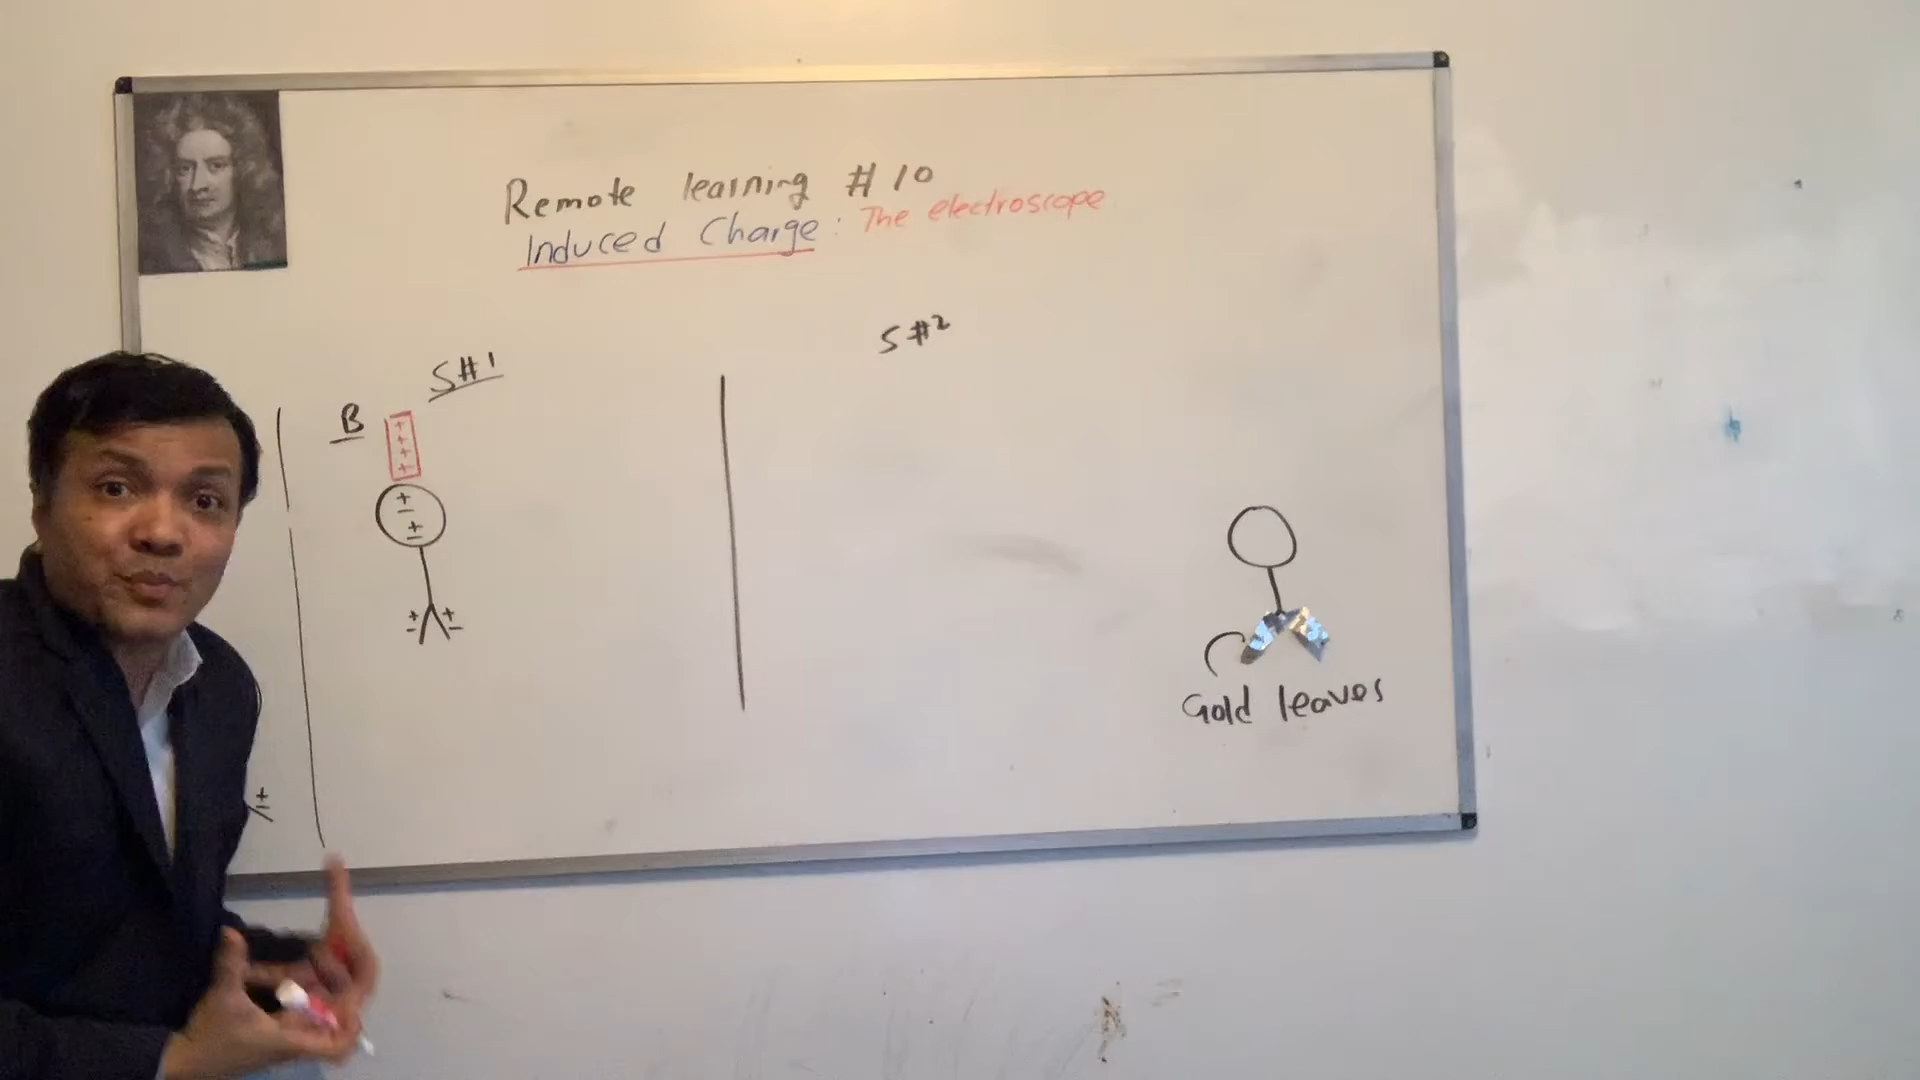 Remote learning #10
Induced Charge: The electroscope
S#1
S#2
B
+
+
+
+
+
-
+
-
+
-
+
-
+
-
Gold leaves